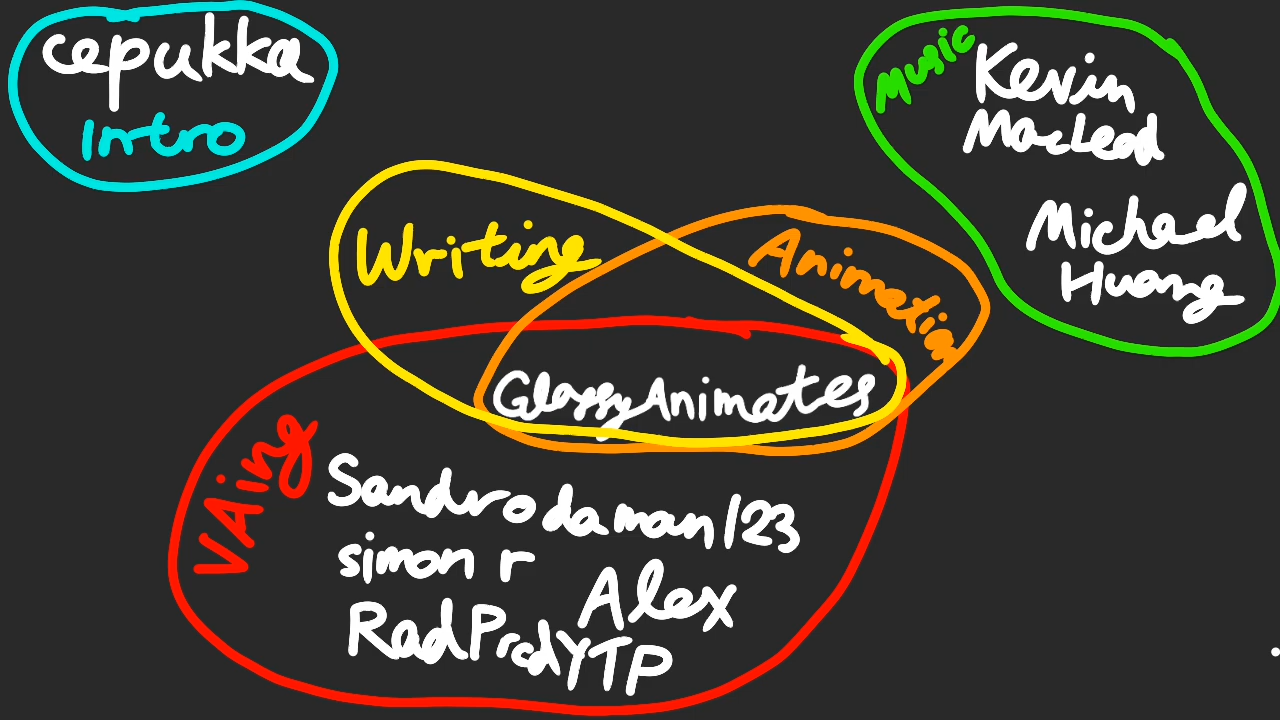 cepukka
Intro
Music
Kevin
MacLeod
Michael
Huang
Writing
Animation
GlassyAnimates
VAing
Sandrodaman123
simon r
Alex
RadProdYTP